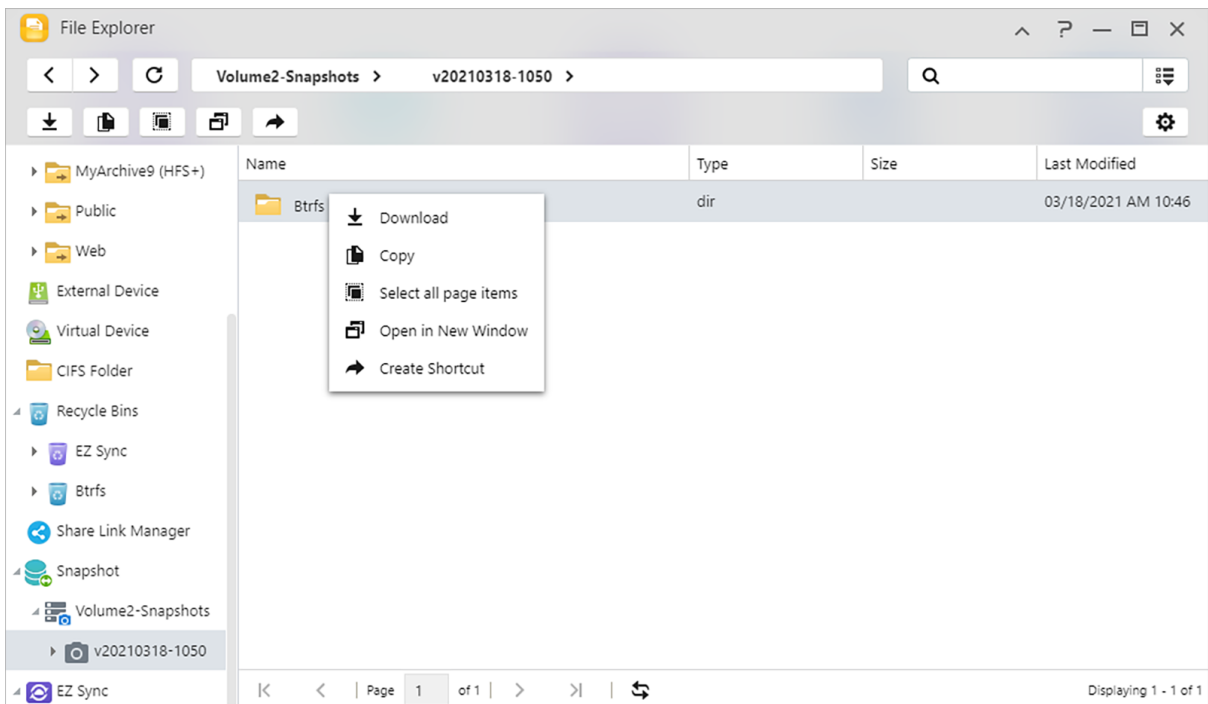 File Explorer
Volume2-Snapshots > v20210318-1050 >
MyArchive9 (HFS+)
Public
Web
External Device
Virtual Device
CIFS Folder
Recycle Bins
EZ Sync
Btrfs
Share Link Manager
Snapshot
Volume2-Snapshots
v20210318-1050
EZ Sync
Name Type Size Last Modified
Btrfs dir 03/18/2021 AM 10:46
Download
Copy
Select all page items
Open in New Window
Create Shortcut
Page 1 of 1
Displaying 1 - 1 of 1